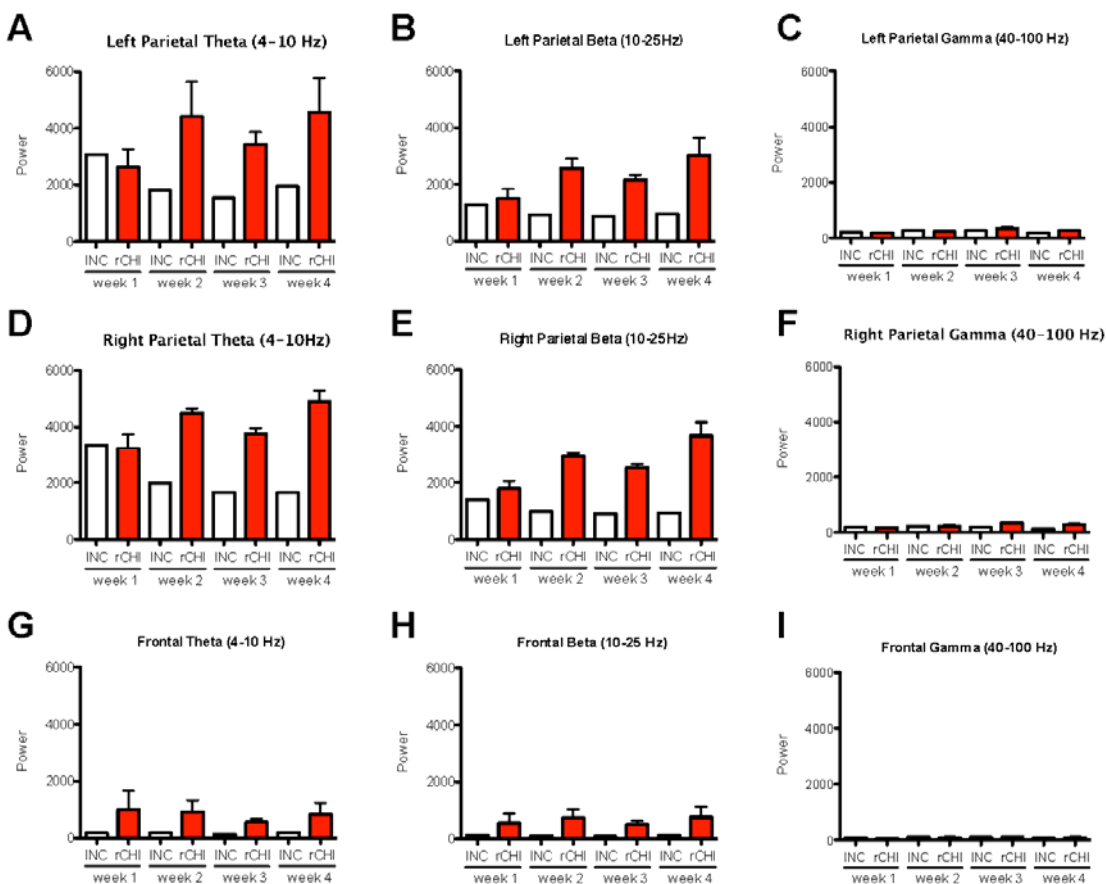 A
Left Parietal Theta (4-10 Hz)
6000
4000
2000
0
Power
INC rCHI INC rCHI INC rCHI INC rCHI
week 1 week 2 week 3 week 4
B
Left Parietal Beta (10-25Hz)
6000
4000
2000
0
Power
INC rCHI INC rCHI INC rCHI INC rCHI
week 1 week 2 week 3 week 4
C
Left Parietal Gamma (40-100 Hz)
6000
4000
2000
0
Power
INC rCHI INC rCHI INC rCHI INC rCHI
week 1 week 2 week 3 week 4
D
Right Parietal Theta (4-10Hz)
6000
4000
2000
0
Power
INC rCHI INC rCHI INC rCHI INC rCHI
week 1 week 2 week 3 week 4
E
Right Parietal Beta (10-25Hz)
6000
4000
2000
0
Power
INC rCHI INC rCHI INC rCHI INC rCHI
week 1 week 2 week 3 week 4
F
Right Parietal Gamma (40-100 Hz)
6000
4000
2000
0
Power
INC rCHI INC rCHI INC rCHI INC rCHI
week 1 week 2 week 3 week 4
G
Frontal Theta (4-10 Hz)
6000
4000
2000
0
Power
INC rCHI INC rCHI INC rCHI INC rCHI
week 1 week 2 week 3 week 4
H
Frontal Beta (10-25 Hz)
6000
4000
2000
0
Power
INC rCHI INC rCHI INC rCHI INC rCHI
week 1 week 2 week 3 week 4
I
Frontal Gamma (40-100 Hz)
6000
4000
2000
0
Power
INC rCHI INC rCHI INC rCHI INC rCHI
week 1 week 2 week 3 week 4